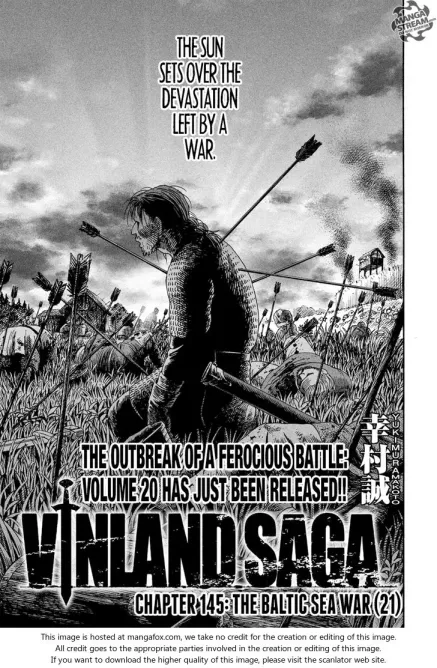 MANGA
STREAM
THE SUN
SETS OVER THE
DEVASTATION
LEFT BY A
WAR.
THE OUTBREAK OF A FEROCIOUS BATTLE:
VOLUME 20 HAS JUST BEEN RELEASED!!
幸村誠
YUKIMURA MAKOTO
VINLAND SAGA
CHAPTER 145: THE BALTIC SEA WAR (21)
This image is hosted at mangafox.com, we take no credit for the creation or editing of this image.
All credit goes to the appropriate parties involved in the creation or editing of this image.
If you want to download the higher quality of this image, please visit the scanlator web site.